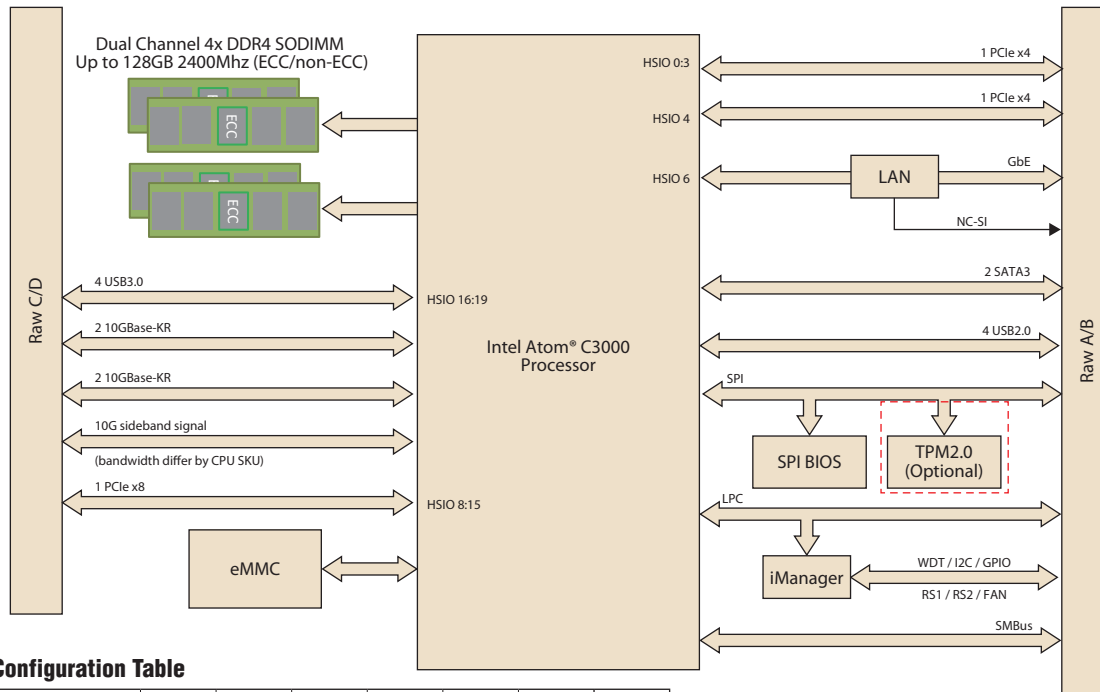 Dual Channel 4x DDR4 SODIMM
Up to 128GB 2400Mhz (ECC/non-ECC)
ECC
ECC
Raw C/D
4 USB3.0
2 10GBase-KR
2 10GBase-KR
10G sideband signal
(bandwidth differ by CPU SKU)
1 PCIe x8
eMMC
HSIO 0:3
HSIO 4
HSIO 6
HSIO 16:19
Intel Atom® C3000
Processor
HSIO 8:15
1 PCIe x4
1 PCIe x4
LAN
GbE
NC-SI
2 SATA3
4 USB2.0
SPI
SPI BIOS
TPM2.0
(Optional)
LPC
iManager
WDT / I2C / GPIO
RS1 / RS2 / FAN
SMBus
Raw A/B
Configuration Table